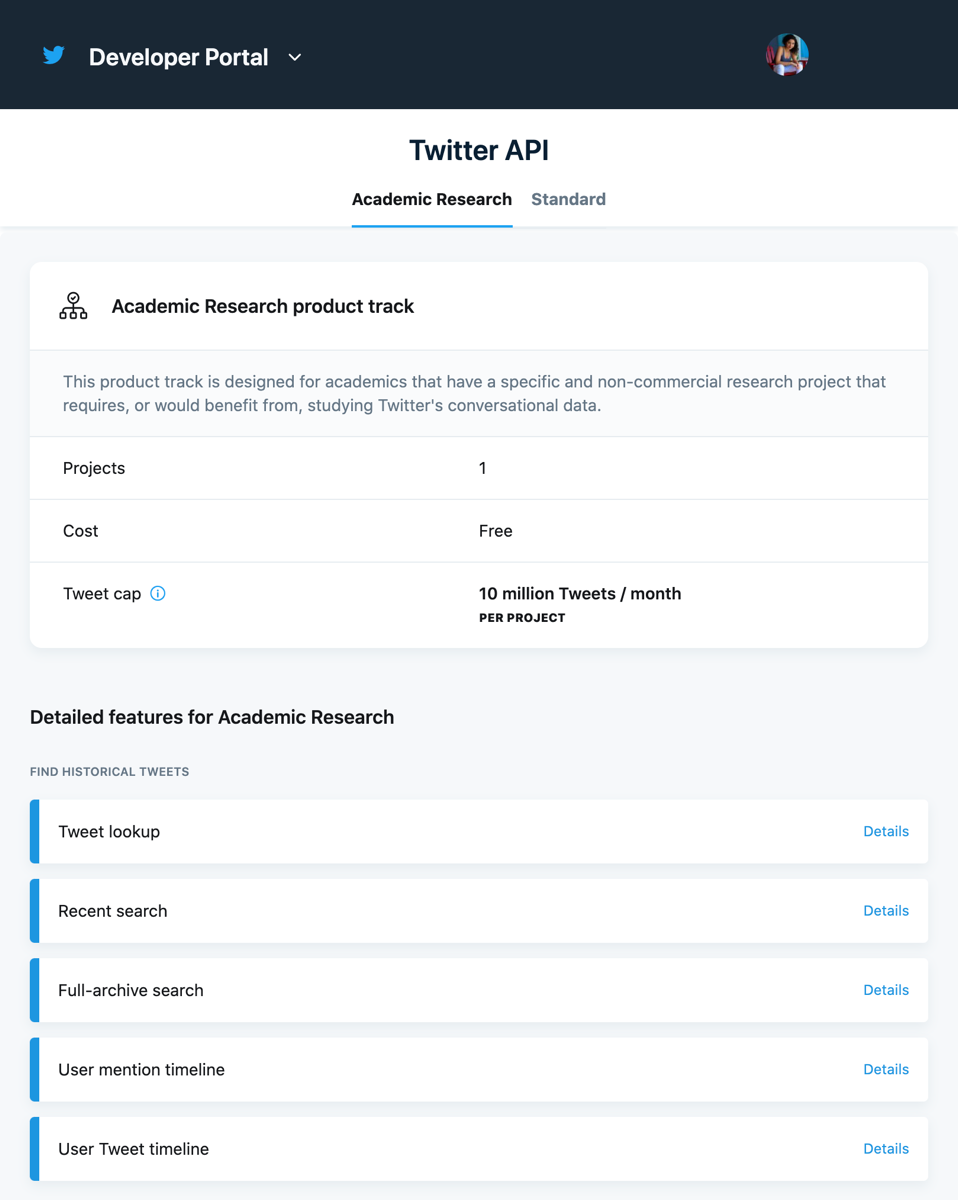 Developer Portal
Twitter API
Academic Research Standard
Academic Research product track
This product track is designed for academics that have a specific and non-commercial research project that
requires, or would benefit from, studying Twitter's conversational data.
Projects 1
Cost Free
Tweet cap 10 million Tweets / month
PER PROJECT
Detailed features for Academic Research
FIND HISTORICAL TWEETS
Tweet lookup Details
Recent search Details
Full-archive search Details
User mention timeline Details
User Tweet timeline Details